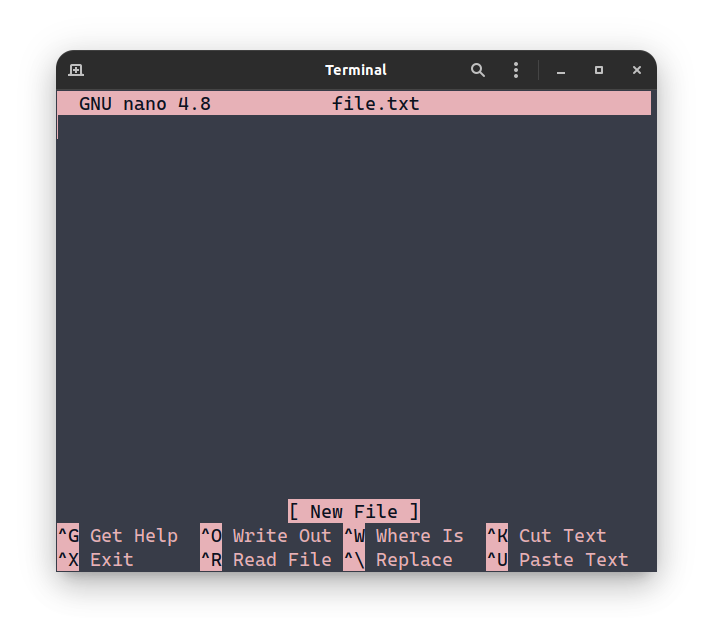 Terminal
GNU nano 4.8 file.txt
[ New File ]
^G Get Help ^O Write Out ^W Where Is ^K Cut Text
^X Exit ^R Read File ^\ Replace ^U Paste Text